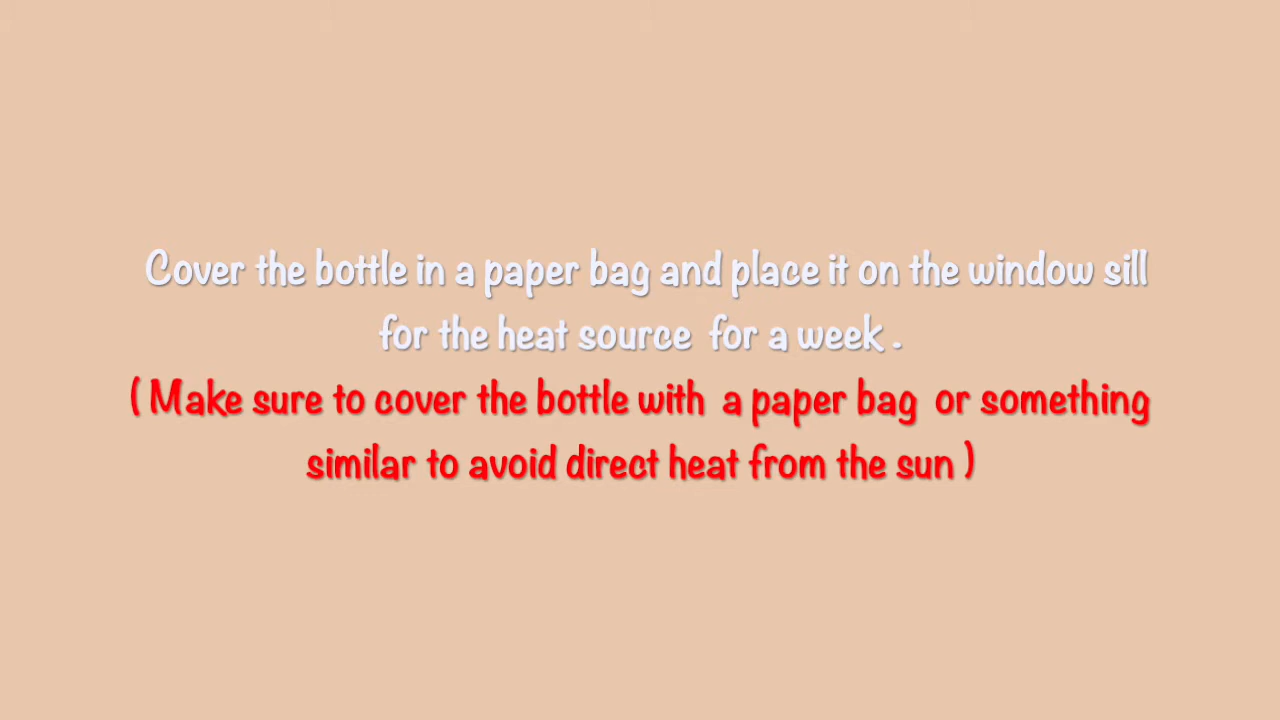 Cover the bottle in a paper bag and place it on the window sill
for the heat source for a week .
( Make sure to cover the bottle with a paper bag or something
similar to avoid direct heat from the sun )